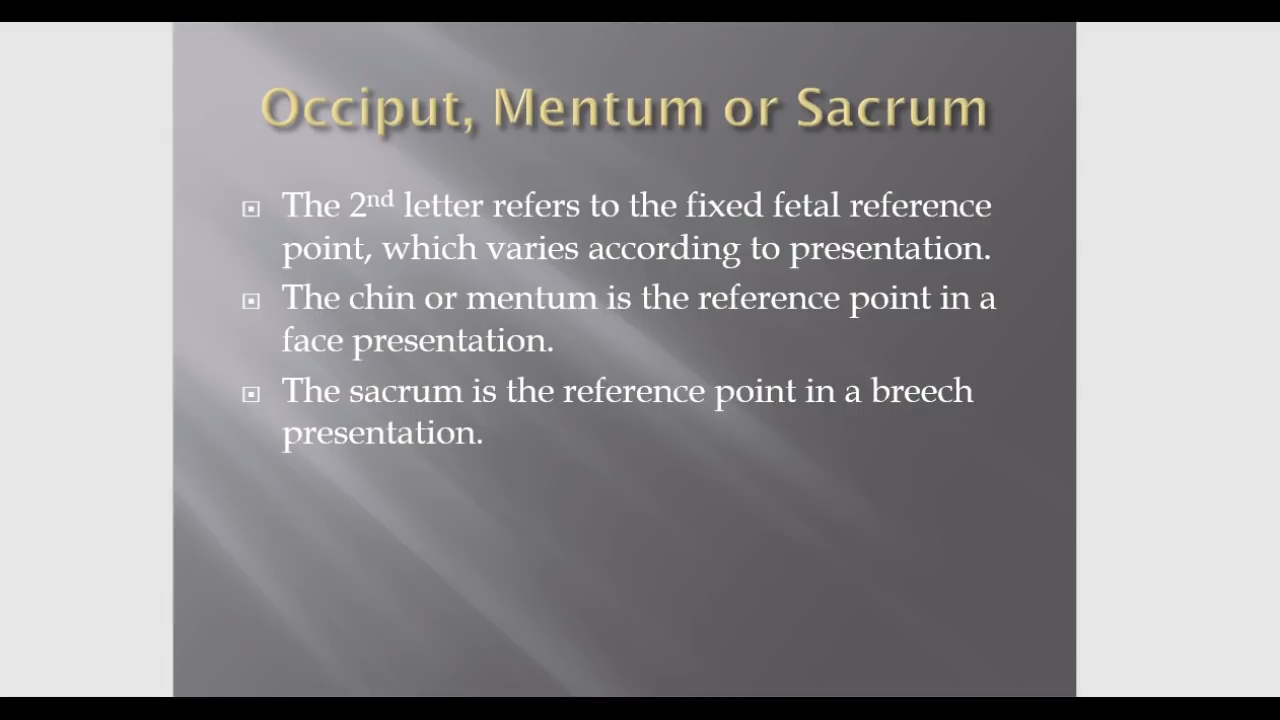 Occiput, Mentum or Sacrum
The 2nd letter refers to the fixed fetal reference
point, which varies according to presentation.
The chin or mentum is the reference point in a
face presentation.
The sacrum is the reference point in a breech
presentation.